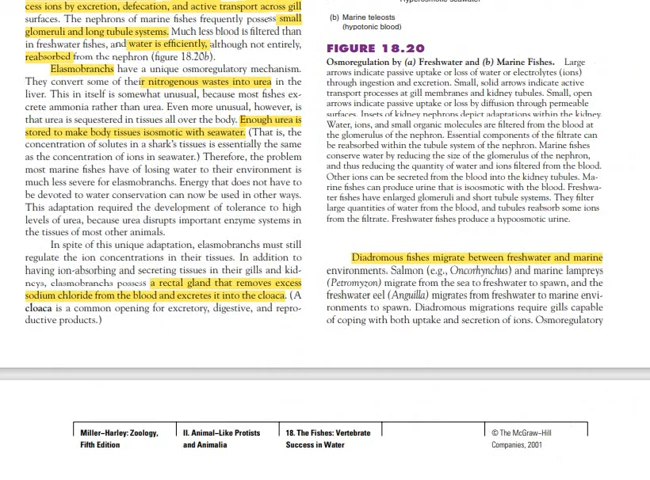 cess ions by excretion, defecation, and active transport across gill
surfaces. The nephrons of marine fishes frequently possess small
glomeruli and long tubule systems. Much less blood is filtered than
in freshwater fishes, and water is efficiently, although not entirely,
reabsorbed from the nephron (figure 18.20b).
Elasmobranchs have a unique osmoregulatory mechanism.
They convert some of their nitrogenous wastes into urea in the
liver. This in itself is somewhat unusual, because most fishes ex-
crete ammonia rather than urea. Even more unusual, however, is
that urea is sequestered in tissues all over the body. Enough urea is
stored to make body tissues isosmotic with seawater. (That is, the
concentration of solutes in a shark's tissues is essentially the same
as the concentration of ions in seawater.) Therefore, the problem
most marine fishes have of losing water to their environment is
much less severe for elasmobranchs. Energy that does not have to
be devoted to water conservation can now be used in other ways.
This adaptation required the development of tolerance to high
levels of urea, because urea disrupts important enzyme systems in
the tissues of most other animals.
In spite of this unique adaptation, elasmobranchs must still
regulate the ion concentrations in their tissues. In addition to
having ion-absorbing and secreting tissues in their gills and kid-
neys, elasmobranchs possess a rectal gland that removes excess
sodium chloride from the blood and excretes it into the cloaca. (A
cloaca is a common opening for excretory, digestive, and repro-
ductive products.)
(b) Marine teleosts
(hypotonic blood)
FIGURE 18.20
Osmoregulation by (a) Freshwater and (b) Marine Fishes. Large
arrows indicate passive uptake or loss of water or electrolytes (ions)
through ingestion and excretion. Small, solid arrows indicate active
transport processes at gill membranes and kidney tubules. Small, open
arrows indicate passive uptake or loss by diffusion through permeable
surfaces. Insets of kidney nephrons depict adaptations within the kidney.
Water, ions, and small organic molecules are filtered from the blood at
the glomerulus of the nephron. Essential components of the filtrate can
be reabsorbed within the tubule system of the nephron. Marine fishes
conserve water by reducing the size of the glomerulus of the nephron,
and thus reducing the quantity of water and ions filtered from the blood.
Other ions can be secreted from the blood into the kidney tubules. Ma-
rine fishes can produce urine that is isoosmotic with the blood. Freshwa-
ter fishes have enlarged glomeruli and short tubule systems. They filter
large quantities of water from the blood, and tubules reabsorb some ions
from the filtrate. Freshwater fishes produce a hypoosmotic urine.
Diadromous fishes migrate between freshwater and marine
environments. Salmon (e.g., Oncorhynchus) and marine lampreys
(Petromyzon) migrate from the sea to freshwater to spawn, and the
freshwater eel (Anguilla) migrates from freshwater to marine envi-
ronments to spawn. Diadromous migrations require gills capable
of coping with both uptake and secretion of ions. Osmoregulatory
Miller–Harley: Zoology,
Fifth Edition
II. Animal–Like Protists
and Animalia
18. The Fishes: Vertebrate
Success in Water
© The McGraw–Hill
Companies, 2001